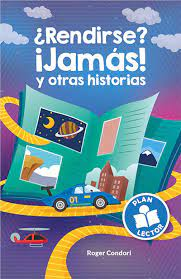 ¿Rendirse?
¡Jamás!
y otras historias
01
PLAN
LECTOR
Roger Condori